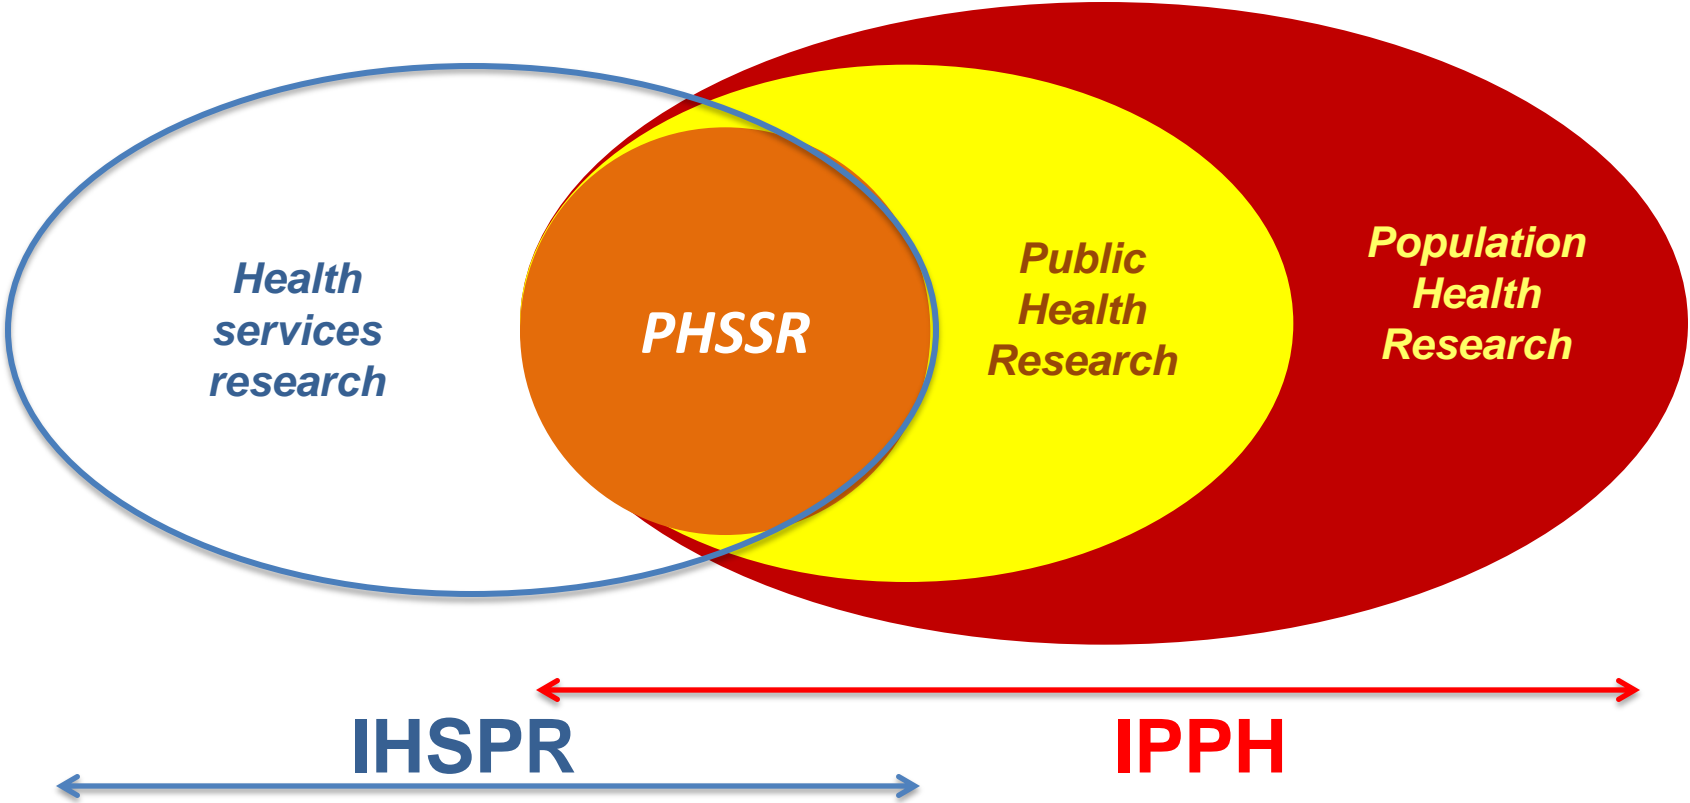 Health
services
research
PHSSR
Public
Health
Research
Population
Health
Research
IHSPR
IPPH